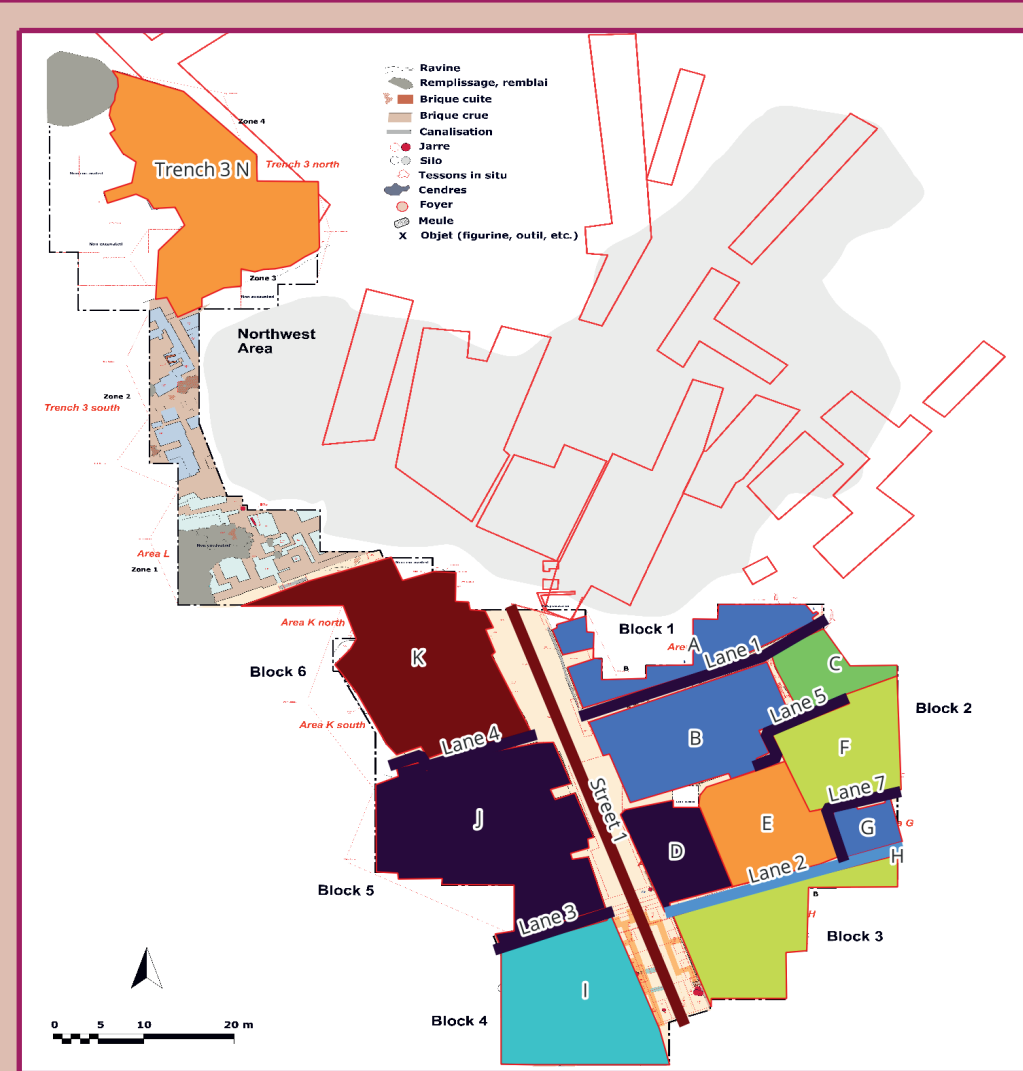 Ravine
Remplissage, remblai
Brique cuite
Brique crue
Canalisation
Jarre
Silo
Tessons in situ
Cendres
Foyer
Meule
X Objet (figurine, outil, etc.)
Zone 4
Trench 3 north
Trench 3 N
Non excavated
Zone 3
Non excavated
Northwest
Area
Zone 2
Trench 3 south
Area L
Zone 1
Area K north
Block 6
K
Area K south
Lane 4
Block 1
A
Are
B
Lane 1
C
Block 2
Lane 5
B
F
Lane 7
Street 1
J
D
E
G
a G
H
Lane 2
Block 5
B
Lane 3
H
Block 3
I
Block 4
0 5 10 20 m